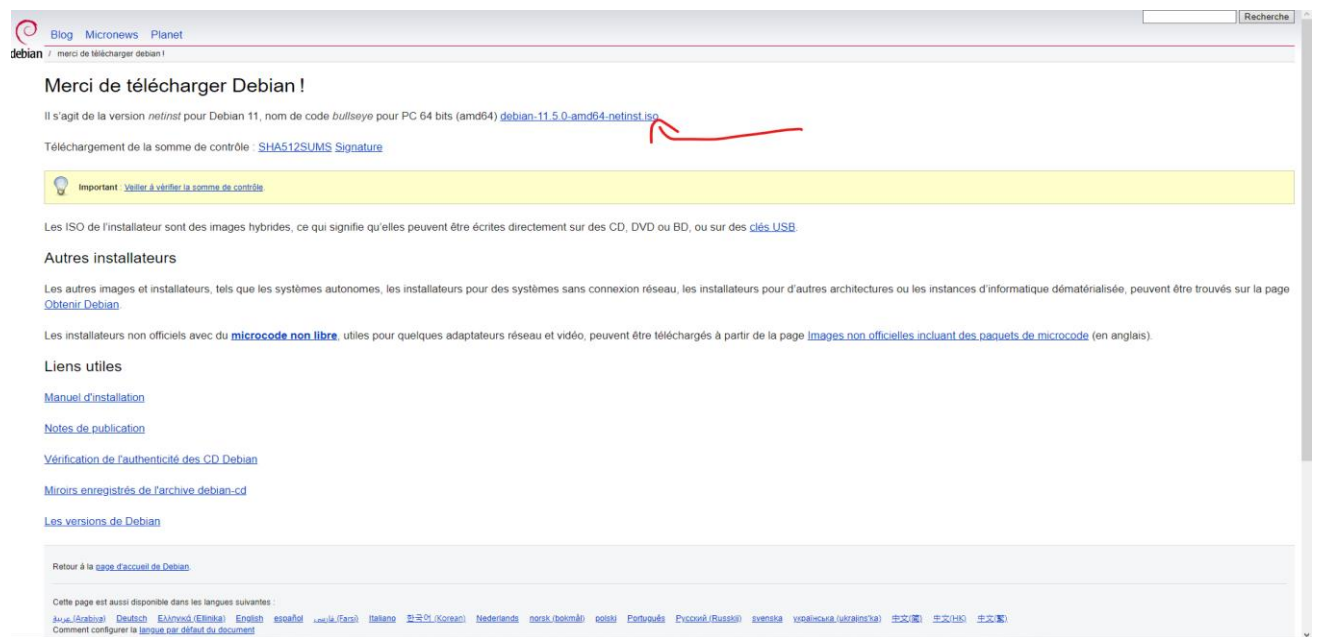 Recherche
Blog Micronews Planet
debian / merci de télécharger debian !
Merci de télécharger Debian !
Il s'agit de la version netinst pour Debian 11, nom de code bullseye pour PC 64 bits (amd64) debian-11.5.0-amd64-netinst.iso
Téléchargement de la somme de contrôle : SHA512SUMS Signature
Important : Veiller à vérifier la somme de contrôle.
Les ISO de l'installateur sont des images hybrides, ce qui signifie qu'elles peuvent être écrites directement sur des CD, DVD ou BD, ou sur des clés USB.
Autres installateurs
Les autres images et installateurs, tels que les systèmes autonomes, les installateurs pour des systèmes sans connexion réseau, les installateurs pour d'autres architectures ou les instances d'informatique dématérialisée, peuvent être trouvés sur la page
Obtenir Debian.
Les installateurs non officiels avec du microcode non libre, utiles pour quelques adaptateurs réseau et vidéo, peuvent être téléchargés à partir de la page Images non officielles incluant des paquets de microcode (en anglais).
Liens utiles
Manuel d'installation
Notes de publication
Vérification de l'authenticité des CD Debian
Miroirs enregistrés de l'archive debian-cd
Les versions de Debian
Retour à la page d'accueil de Debian.
Cette page est aussi disponible dans les langues suivantes :
عربية (Arabiya) Deutsch Ελληνικά (Ellinika) English español فارسی (Farsi) Italiano 한국어 (Korean) Nederlands norsk (bokmål) polski Português Русский (Russkij) svenska українська (ukrajins'ka) 中文(HK)
Comment configurer la langue par défaut du document